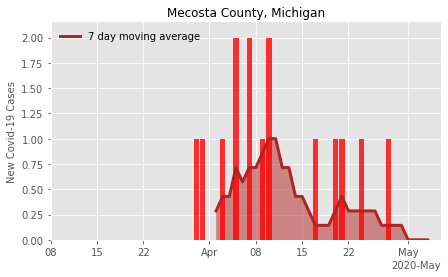 Mecosta County, Michigan
7 day moving average
New Covid-19 Cases
2.00
1.75
1.50
1.25
1.00
0.75
0.50
0.25
0.00
08 15 22 Apr 08 15 22 May
2020-May